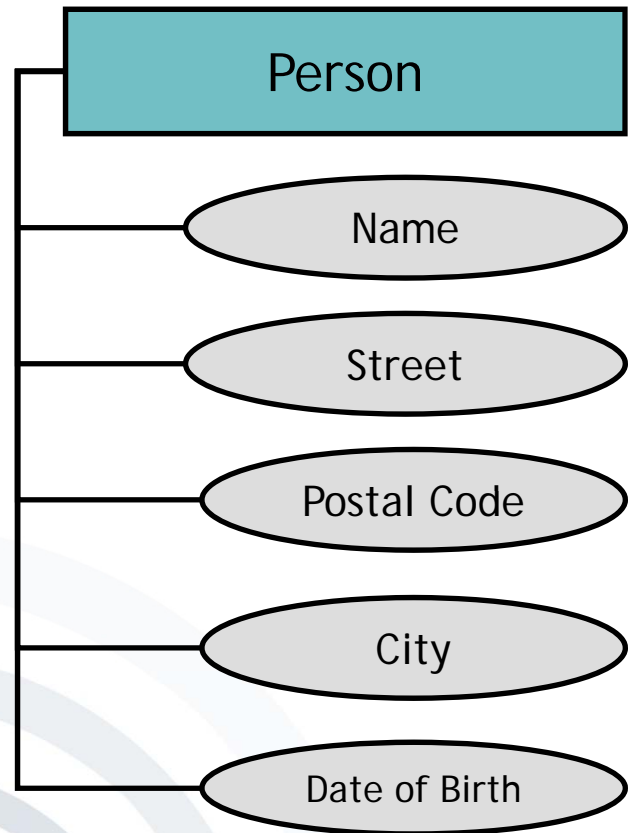 Person
Name
Street
Postal Code
City
Date of Birth